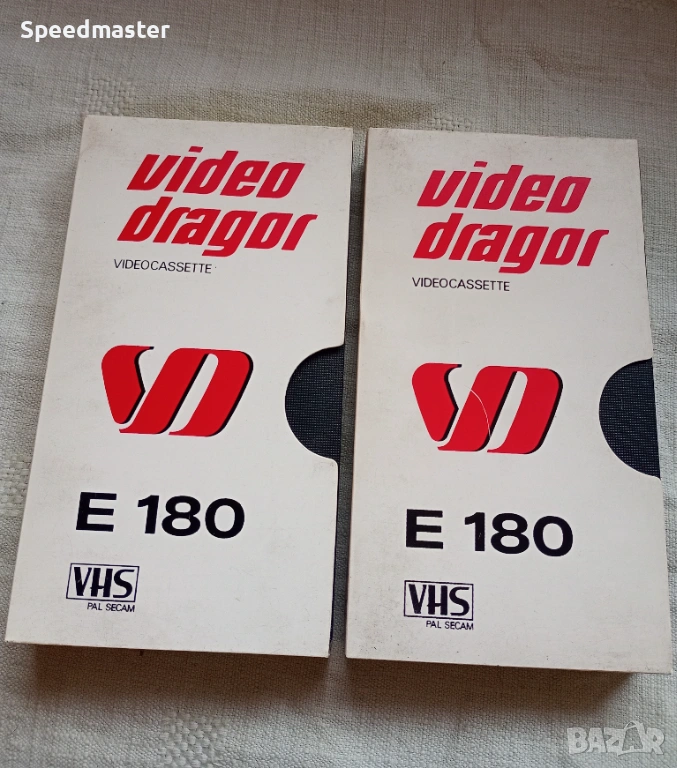 Speedmaster
video
dragor
VIDEOCASSETTE
E 180
VHS
PAL SECAM
video
dragor
VIDEOCASSETTE
E 180
VHS
PAL SECAM
BAZAR